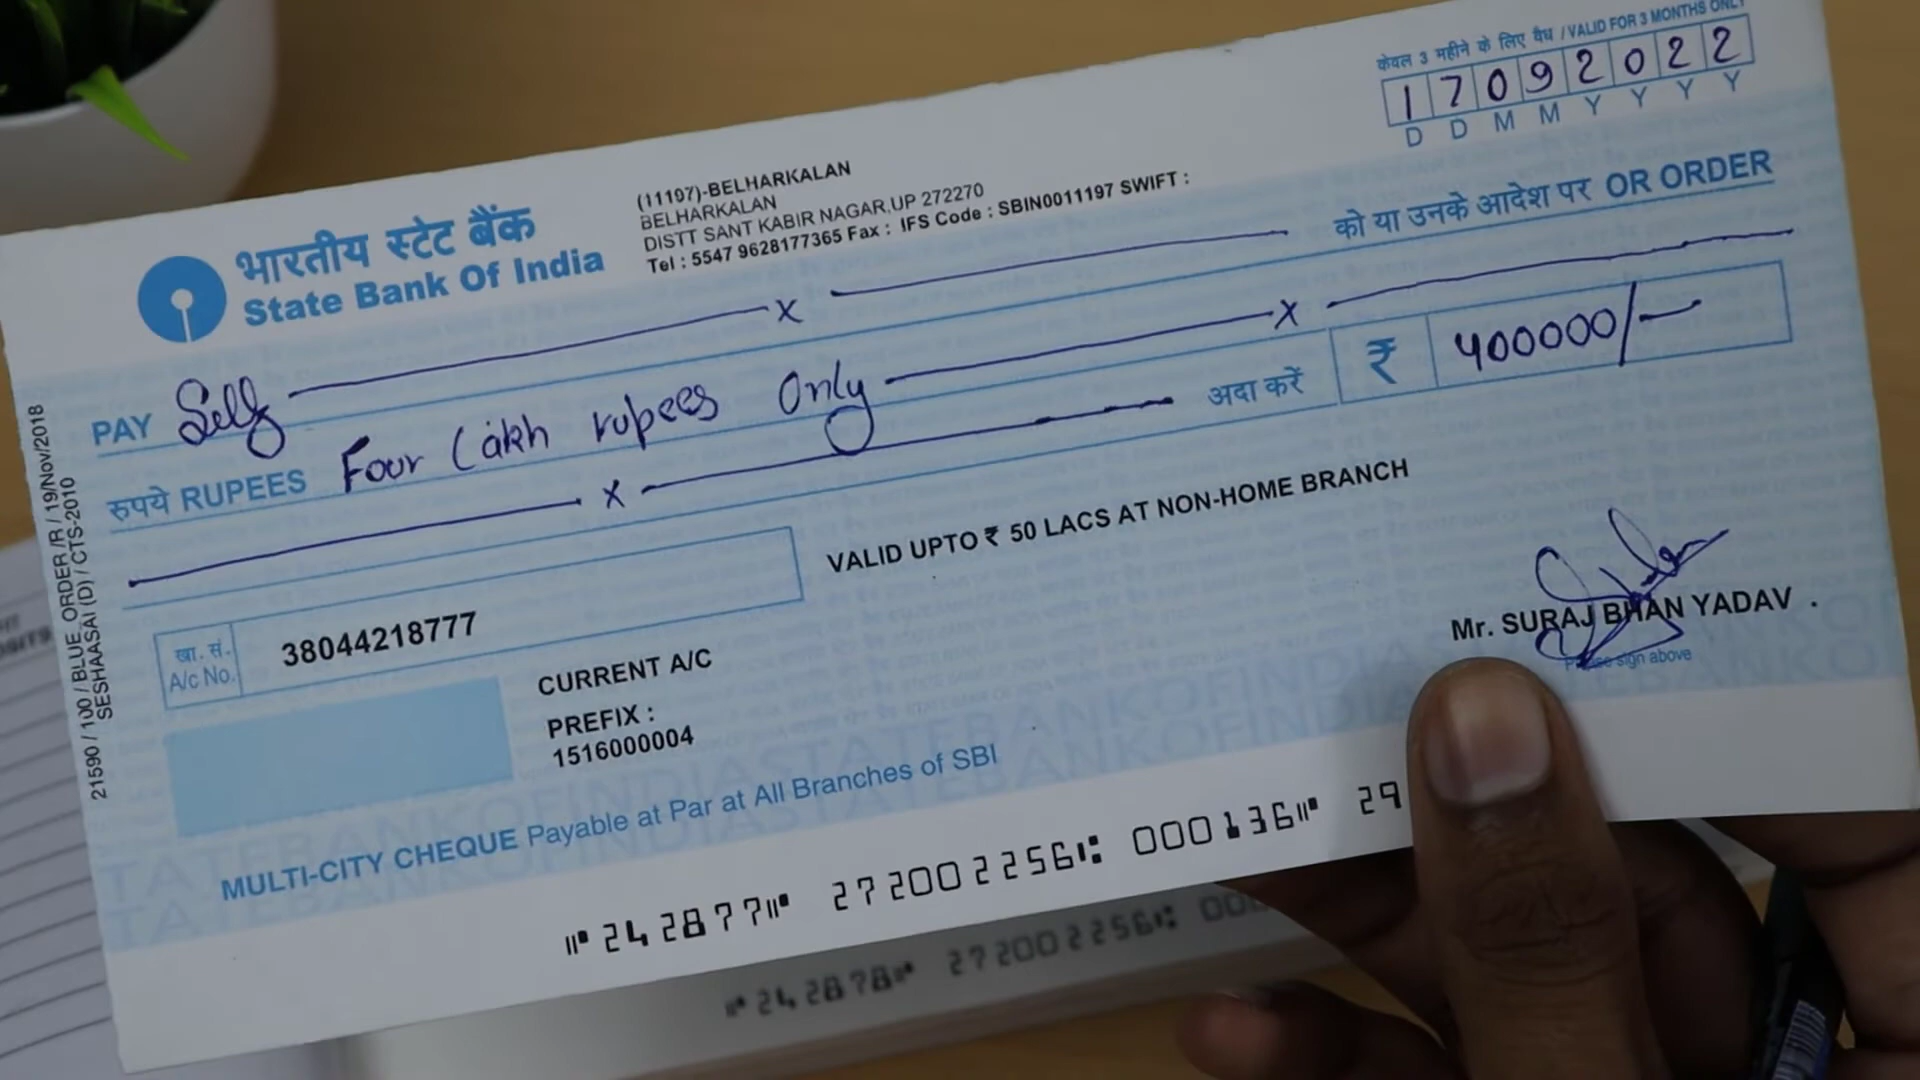 केवल 3 महीने के लिए वैध / VALID FOR 3 MONTHS ONLY
1 7 0 9 2 0 2 2
D D M M Y Y Y Y
भारतीय स्टेट बैंक
State Bank Of India
(11197)-BELHARKALAN
BELHARKALAN
DISTT SANT KABIR NAGAR,UP 272270
Tel : 5547 9628177365 Fax : IFS Code : SBIN0011197 SWIFT :
PAY Self x को या उनके आदेश पर OR ORDER
रुपये RUPEES Four Lakh rupees Only x
x अदा करें ₹ 400000/-
खा. सं. A/c No. 38044218777
VALID UPTO ₹ 50 LACS AT NON-HOME BRANCH
CURRENT A/C
PREFIX :
1516000004
Mr. SURAJ BHAN YADAV .
Please sign above
MULTI-CITY CHEQUE Payable at Par at All Branches of SBI
⑈242877⑈ 272002256⑆ 000136⑈ 29
⑈242878⑈ 272002256⑆
21590 / 100 / BLUE_ORDER /R / 19/Nov/2018
SESHAASAI (D) / CTS-2010